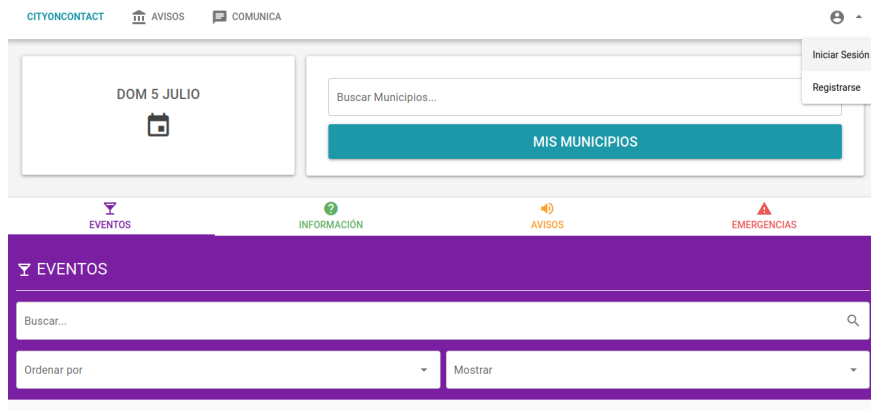 CITYONCONTACT AVISOS COMUNICA
Iniciar Sesión
Registrarse
DOM 5 JULIO
Buscar Municipios...
MIS MUNICIPIOS
EVENTOS INFORMACIÓN AVISOS EMERGENCIAS
EVENTOS
Buscar...
Ordenar por Mostrar